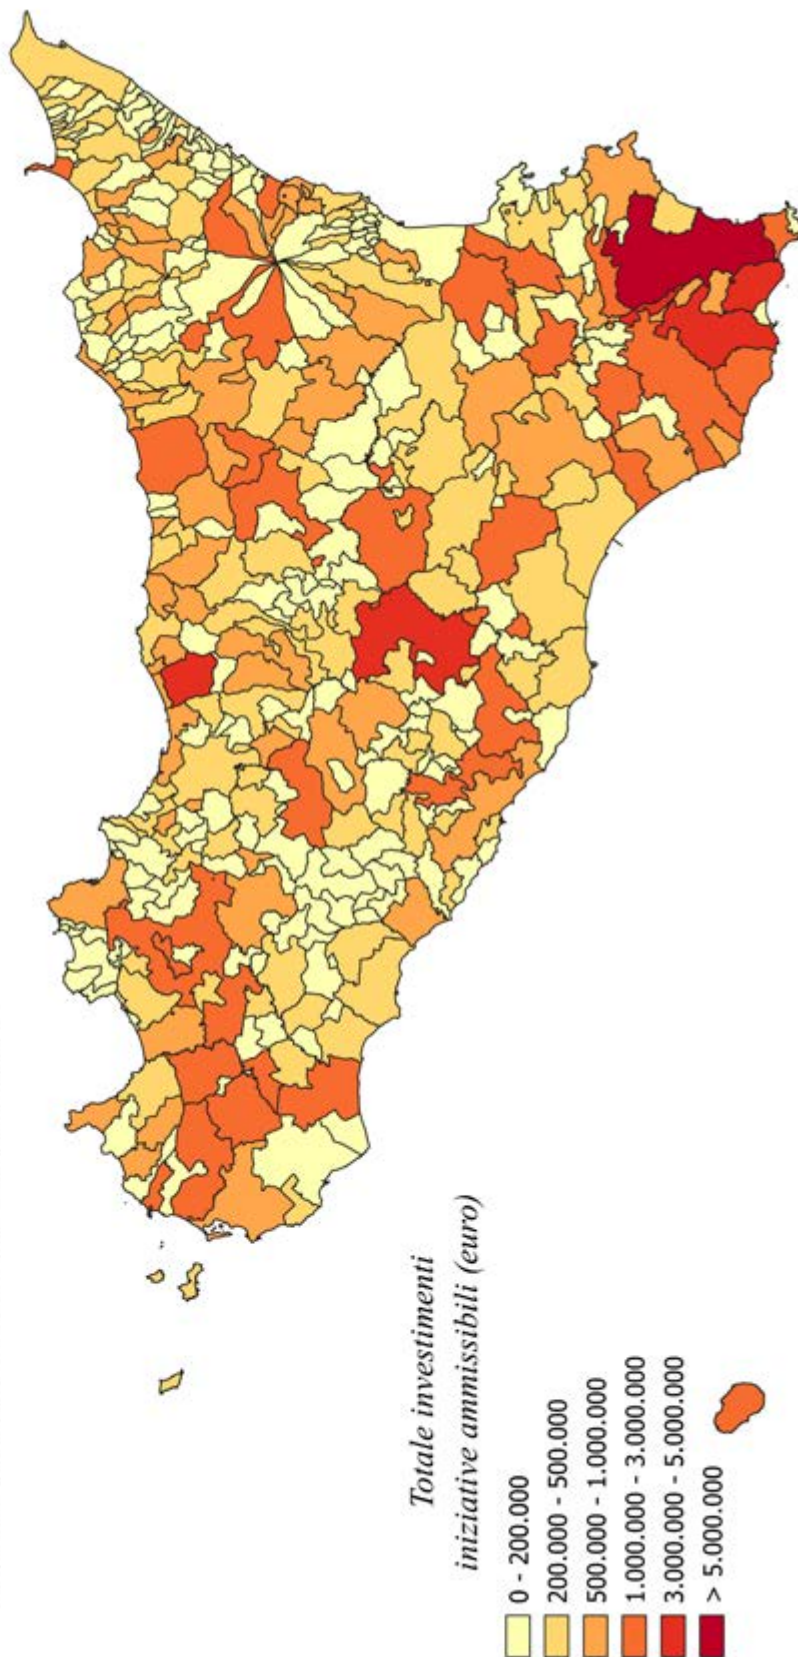 Totale investimenti
iniziative ammissibili (euro)
0 - 200.000
200.000 - 500.000
500.000 - 1.000.000
1.000.000 - 3.000.000
3.000.000 - 5.000.000
> 5.000.000